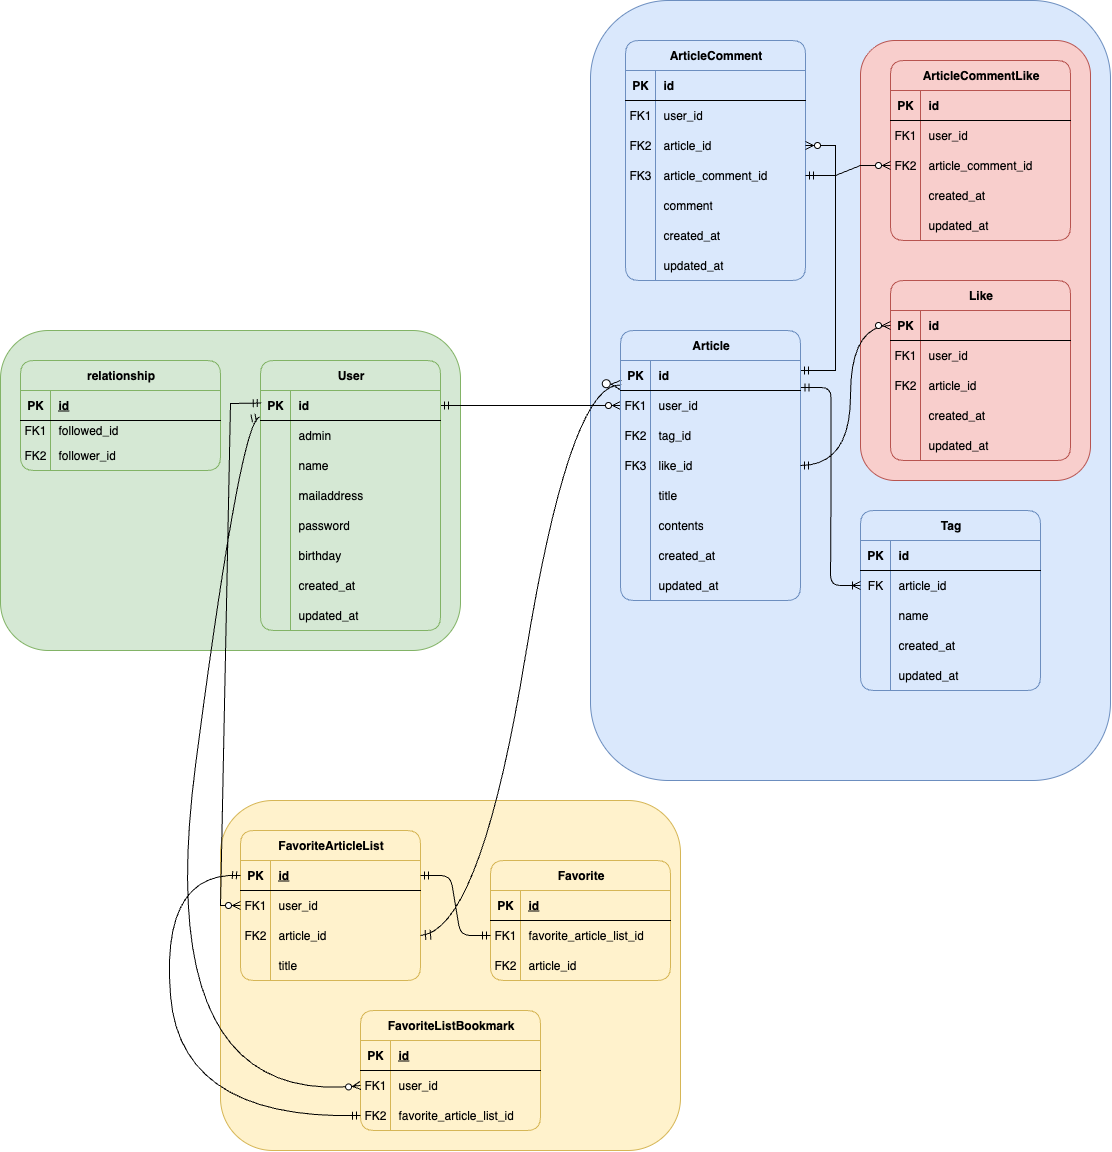 ArticleComment
PK id
FK1 user_id
FK2 article_id
FK3 article_comment_id
comment
created_at
updated_at
ArticleCommentLike
PK id
FK1 user_id
FK2 article_comment_id
created_at
updated_at
Like
PK id
FK1 user_id
FK2 article_id
created_at
updated_at
relationship
PK id
FK1 followed_id
FK2 follower_id
User
PK id
admin
name
mailaddress
password
birthday
created_at
updated_at
Article
PK id
FK1 user_id
FK2 tag_id
FK3 like_id
title
contents
created_at
updated_at
Tag
PK id
FK article_id
name
created_at
updated_at
FavoriteArticleList
PK id
FK1 user_id
FK2 article_id
title
Favorite
PK id
FK1 favorite_article_list_id
FK2 article_id
FavoriteListBookmark
PK id
FK1 user_id
FK2 favorite_article_list_id